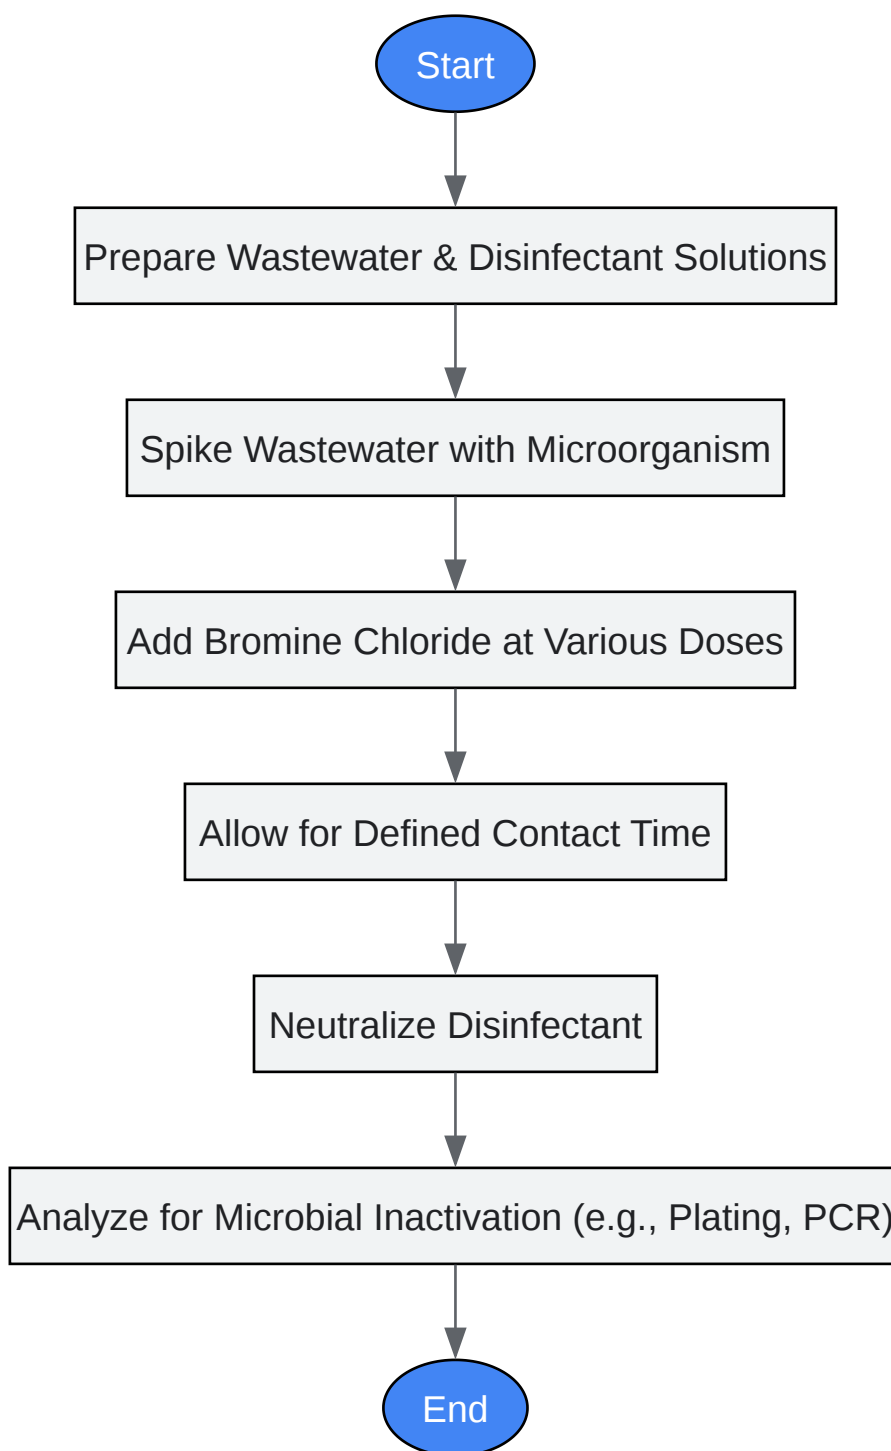 Start
Prepare Wastewater & Disinfectant Solutions
Spike Wastewater with Microorganism
Add Bromine Chloride at Various Doses
Allow for Defined Contact Time
Neutralize Disinfectant
Analyze for Microbial Inactivation (e.g., Plating, PCR)
End